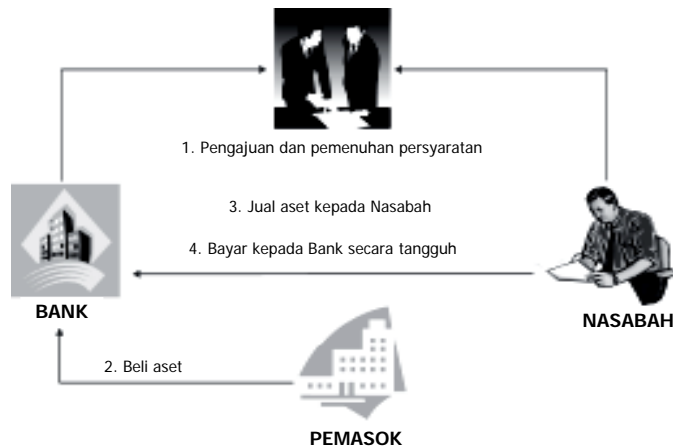 1. Pengajuan dan pemenuhan persyaratan
3. Jual aset kepada Nasabah
4. Bayar kepada Bank secara tangguh
BANK
NASABAH
2. Beli aset
PEMASOK